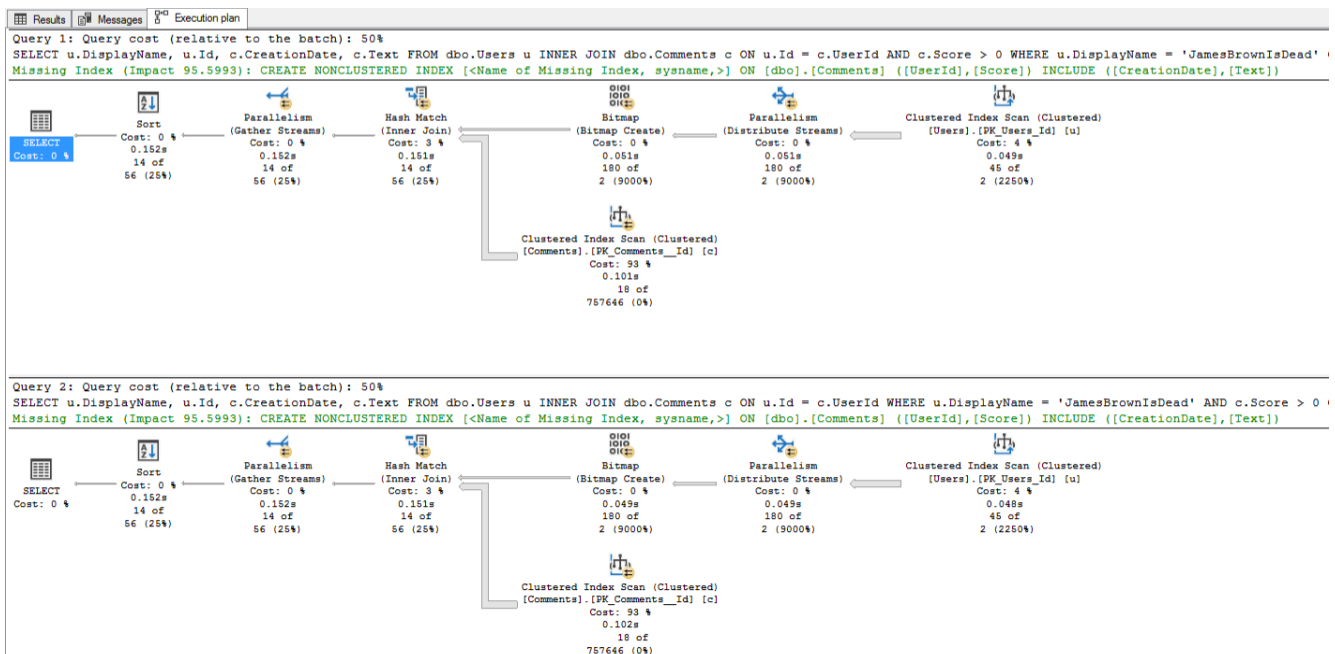 Results Messages Execution plan
Query 1: Query cost (relative to the batch): 50%
SELECT u.DisplayName, u.Id, c.CreationDate, c.Text FROM dbo.Users u INNER JOIN dbo.Comments c ON u.Id = c.UserId AND c.Score > 0 WHERE u.DisplayName = 'JamesBrownIsDead'
Missing Index (Impact 95.5993): CREATE NONCLUSTERED INDEX [<Name of Missing Index, sysname,>] ON [dbo].[Comments] ([UserId],[Score]) INCLUDE ([CreationDate],[Text])
SELECT
Cost: 0 %
Sort
Cost: 0 %
0.152s
14 of
56 (25%)
Parallelism
(Gather Streams)
Cost: 0 %
0.152s
14 of
56 (25%)
Hash Match
(Inner Join)
Cost: 3 %
0.151s
14 of
56 (25%)
Bitmap
(Bitmap Create)
Cost: 0 %
0.051s
180 of
2 (9000%)
Parallelism
(Distribute Streams)
Cost: 0 %
0.051s
180 of
2 (9000%)
Clustered Index Scan (Clustered)
[Users].[PK_Users_Id] [u]
Cost: 4 %
0.049s
45 of
2 (2250%)
Clustered Index Scan (Clustered)
[Comments].[PK_Comments__Id] [c]
Cost: 93 %
0.101s
18 of
757646 (0%)
Query 2: Query cost (relative to the batch): 50%
SELECT u.DisplayName, u.Id, c.CreationDate, c.Text FROM dbo.Users u INNER JOIN dbo.Comments c ON u.Id = c.UserId WHERE u.DisplayName = 'JamesBrownIsDead' AND c.Score > 0
Missing Index (Impact 95.5993): CREATE NONCLUSTERED INDEX [<Name of Missing Index, sysname,>] ON [dbo].[Comments] ([UserId],[Score]) INCLUDE ([CreationDate],[Text])
SELECT
Cost: 0 %
Sort
Cost: 0 %
0.152s
14 of
56 (25%)
Parallelism
(Gather Streams)
Cost: 0 %
0.152s
14 of
56 (25%)
Hash Match
(Inner Join)
Cost: 3 %
0.151s
14 of
56 (25%)
Bitmap
(Bitmap Create)
Cost: 0 %
0.049s
180 of
2 (9000%)
Parallelism
(Distribute Streams)
Cost: 0 %
0.049s
180 of
2 (9000%)
Clustered Index Scan (Clustered)
[Users].[PK_Users_Id] [u]
Cost: 4 %
0.048s
45 of
2 (2250%)
Clustered Index Scan (Clustered)
[Comments].[PK_Comments__Id] [c]
Cost: 93 %
0.102s
18 of
757646 (0%)